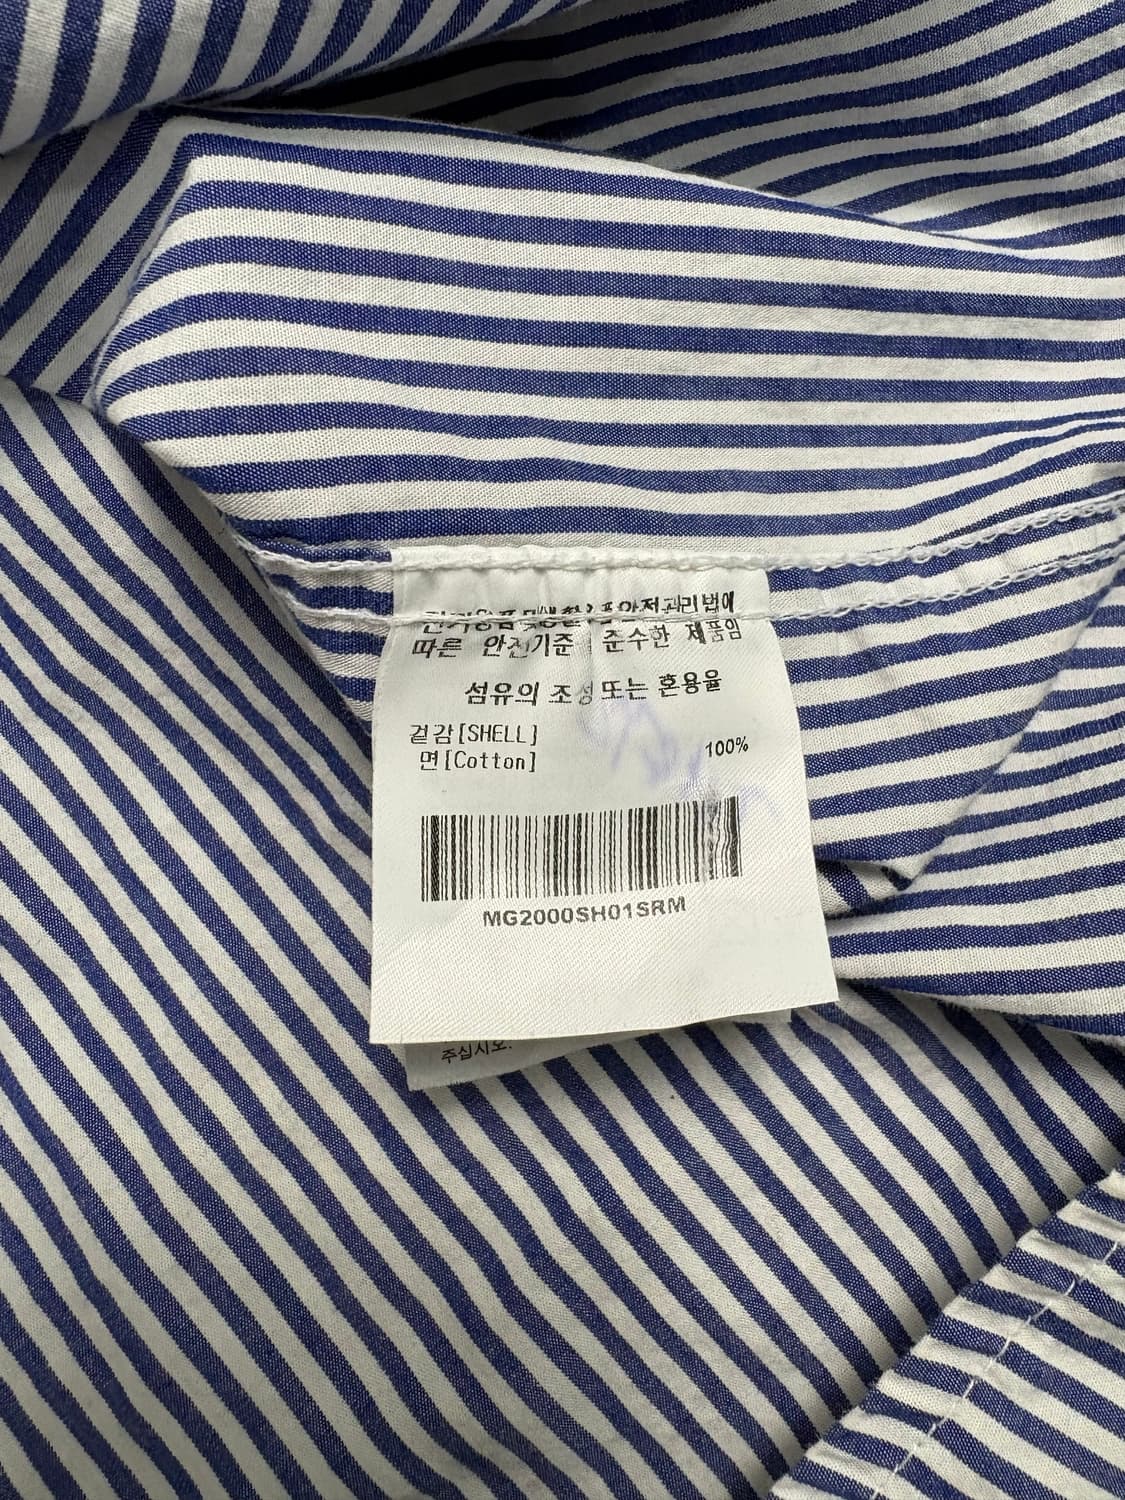 따른 안전기준 준수한 제품임
섬유의 조성 또는 혼용율
겉감[SHELL]
면[Cotton] 100%
MG2000SH01SRM
주십시오.